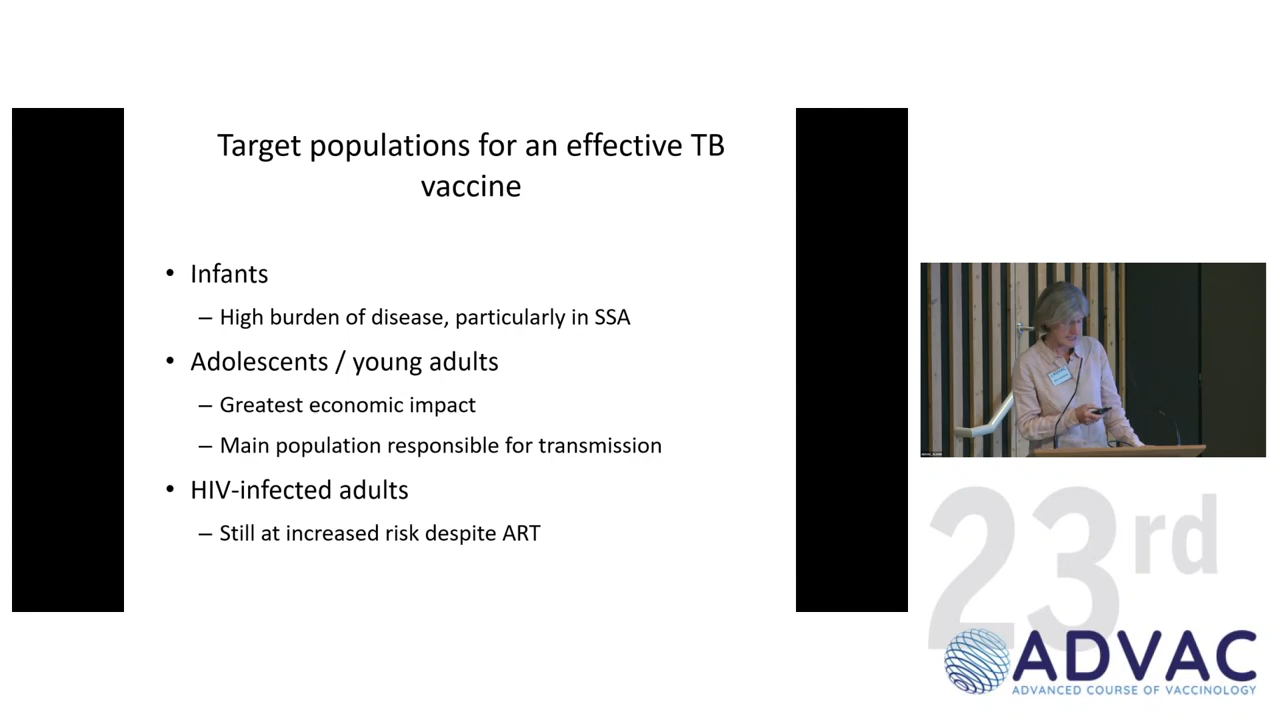 Target populations for an effective TB
vaccine
• Infants
– High burden of disease, particularly in SSA
• Adolescents / young adults
– Greatest economic impact
– Main population responsible for transmission
• HIV-infected adults
– Still at increased risk despite ART
23rd
ADVAC
ADVANCED COURSE OF VACCINOLOGY